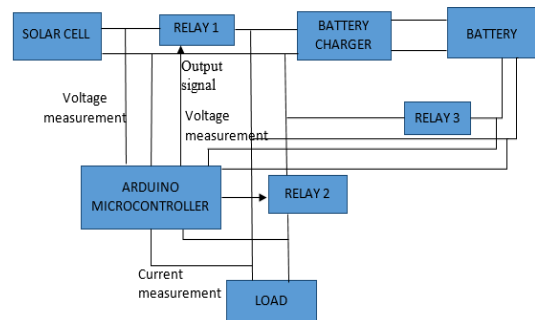 SOLAR CELL
RELAY 1
BATTERY
CHARGER
BATTERY
Output
signal
Voltage
measurement
Voltage
measurement
RELAY 3
ARDUINO
MICROCONTROLLER
RELAY 2
Current
measurement
LOAD